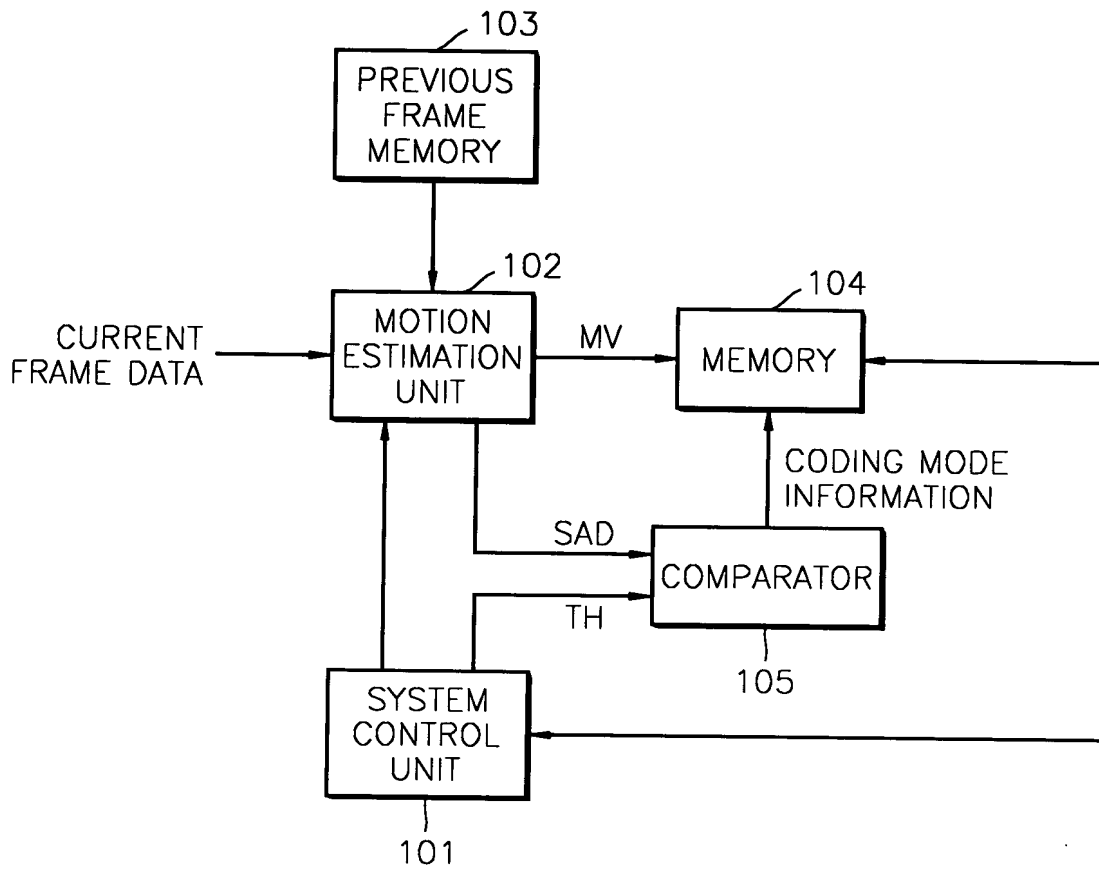 103
PREVIOUS
FRAME
MEMORY
102
104
CURRENT
FRAME DATA
MOTION
ESTIMATION
UNIT
MV
MEMORY
CODING MODE
INFORMATION
SAD
COMPARATOR
TH
105
SYSTEM
CONTROL
UNIT
101